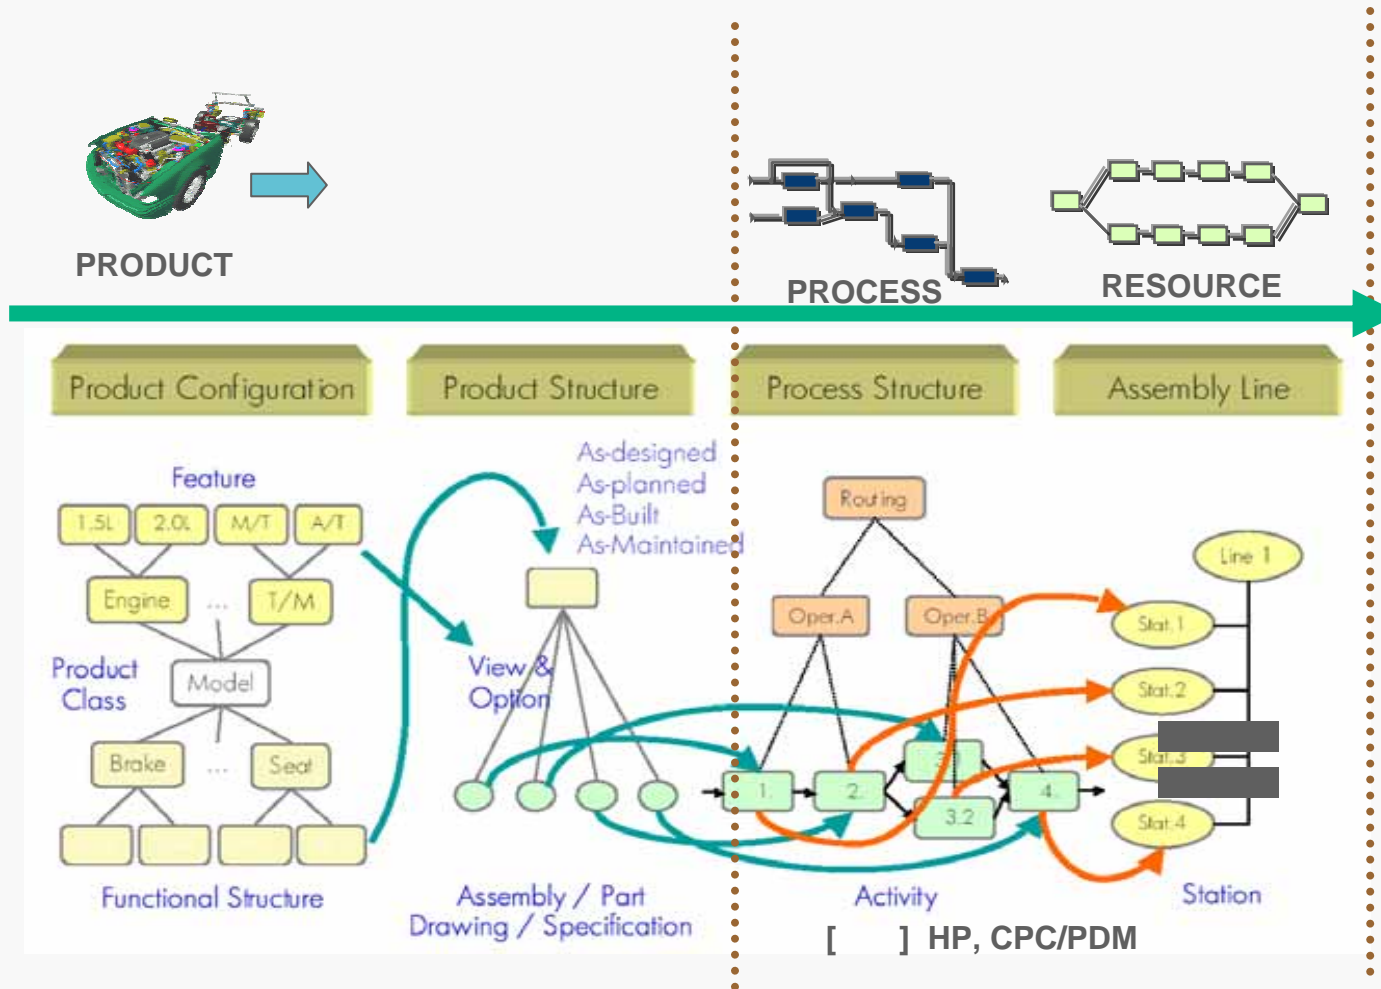 PRODUCT
PROCESS
RESOURCE
Product Configuration
Product Structure
Process Structure
Assembly Line
Feature
1.5L
2.0L
M/T
A/T
Engine
...
T/M
Product
Class
Model
Brake
...
Seat
Functional Structure
As-designed
As-planned
As-Built
As-Maintained
View &
Option
Assembly / Part
Drawing / Specification
Routing
Oper.A
Oper.B
1.
2.
3.2
4.
Activity
Line 1
Stat.1
Stat.2
Stat.3
Stat.4
Station
[ ] HP, CPC/PDM